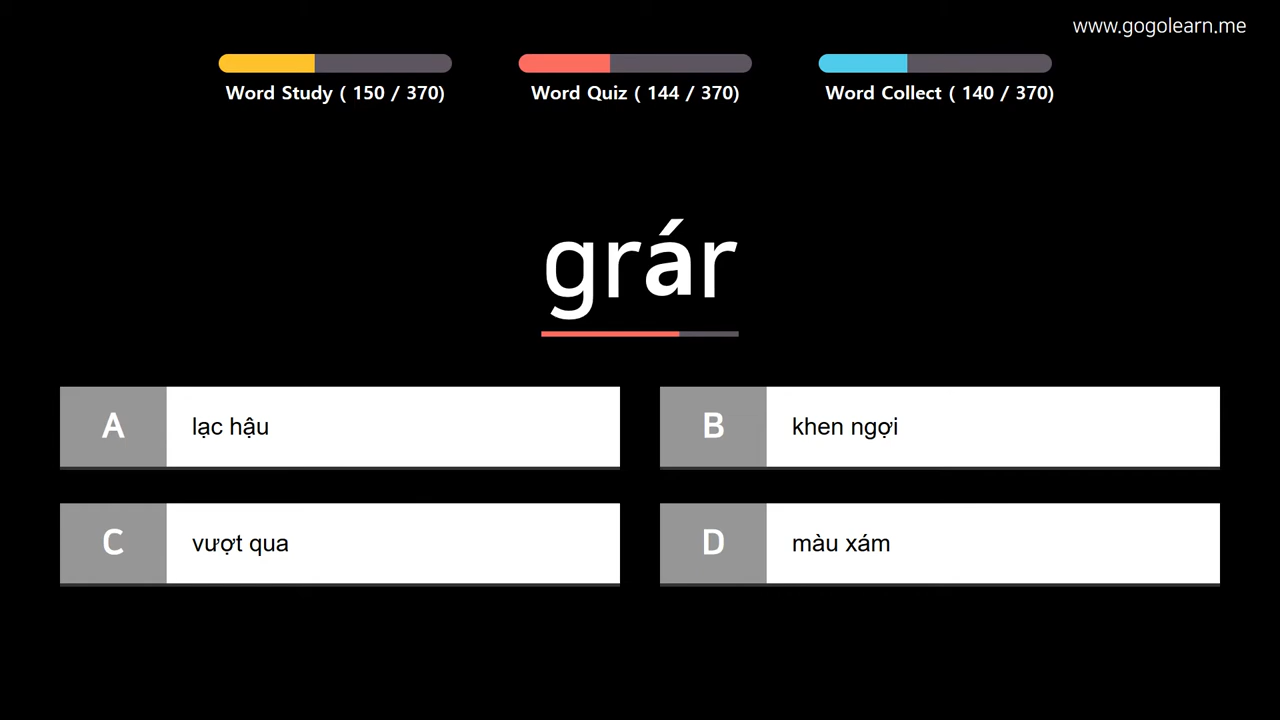 www.gogolearn.me
Word Study ( 150 / 370)
Word Quiz ( 144 / 370)
Word Collect ( 140 / 370)
grár
A lạc hậu
B khen ngợi
C vượt qua
D màu xám